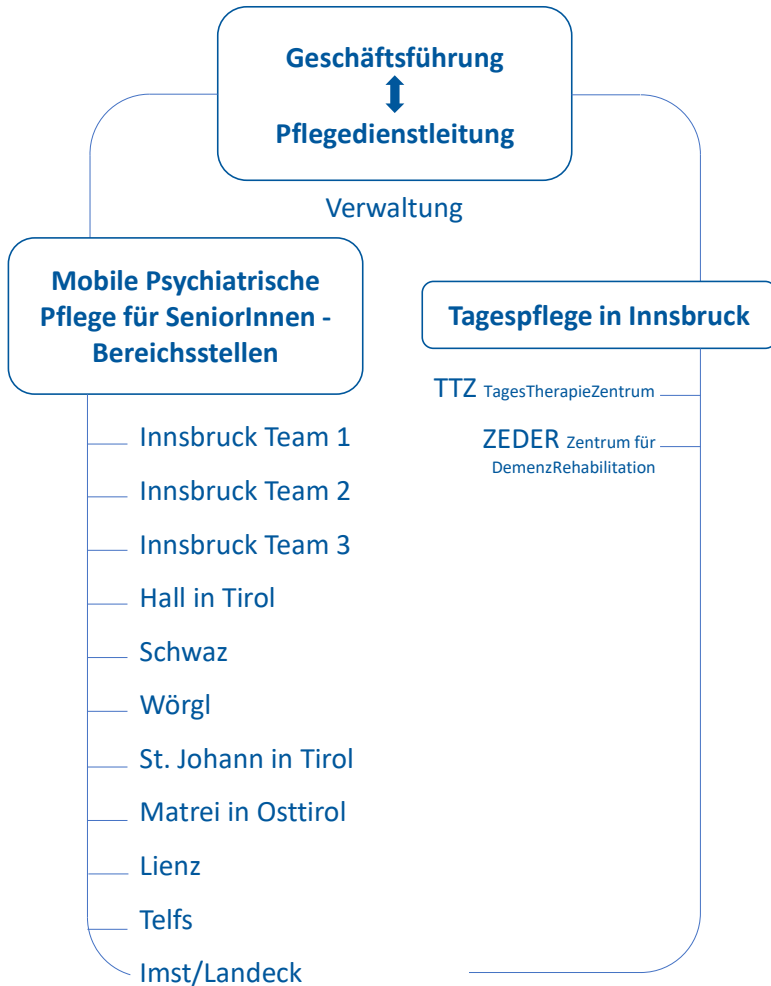 Geschäftsführung
Pflegedienstleitung
Verwaltung
Mobile Psychiatrische
Pflege für SeniorInnen -
Bereichsstellen
Innsbruck Team 1
Innsbruck Team 2
Innsbruck Team 3
Hall in Tirol
Schwaz
Wörgl
St. Johann in Tirol
Matrei in Osttirol
Lienz
Telfs
Imst/Landeck
Tagespflege in Innsbruck
TTZ TagesTherapieZentrum
ZEDER Zentrum für
DemenzRehabilitation